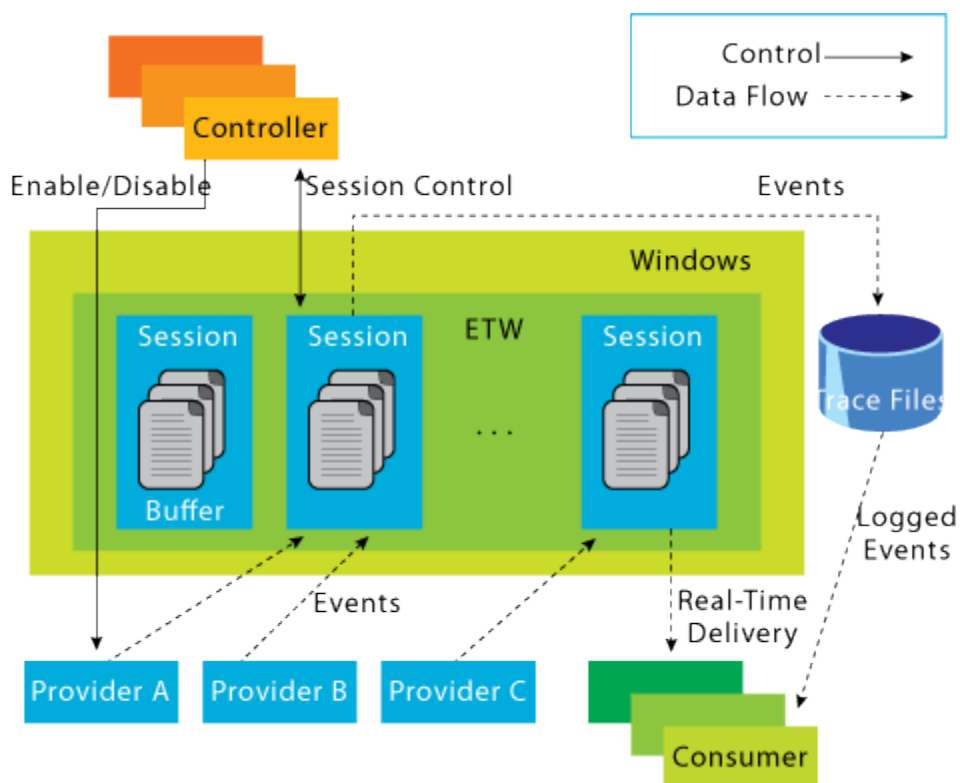 Control
Data Flow
Controller
Enable/Disable
Session Control
Events
Windows
ETW
Session
Session
Session
Buffer
...
Trace Files
Logged
Events
Events
Real-Time
Delivery
Provider A
Provider B
Provider C
Consumer